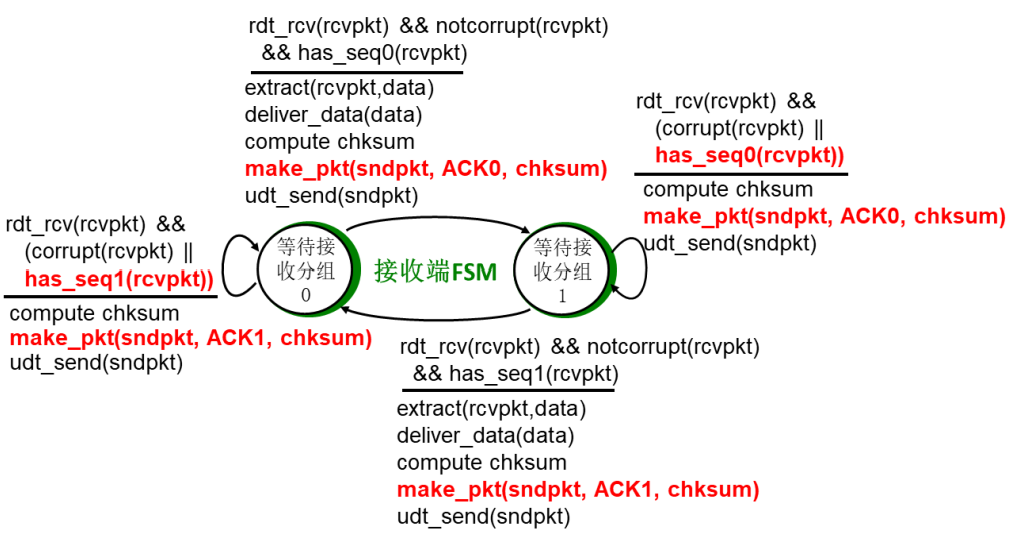 rdt_rcv(rcvpkt) && notcorrupt(rcvpkt)
&& has_seq0(rcvpkt)
extract(rcvpkt,data)
deliver_data(data)
compute chksum
make_pkt(sndpkt, ACK0, chksum)
udt_send(sndpkt)
rdt_rcv(rcvpkt) &&
(corrupt(rcvpkt) ||
has_seq0(rcvpkt))
compute chksum
make_pkt(sndpkt, ACK0, chksum)
udt_send(sndpkt)
rdt_rcv(rcvpkt) &&
(corrupt(rcvpkt) ||
has_seq1(rcvpkt))
compute chksum
make_pkt(sndpkt, ACK1, chksum)
udt_send(sndpkt)
等待接
收分组
0
接收端FSM
等待接
收分组
1
rdt_rcv(rcvpkt) && notcorrupt(rcvpkt)
&& has_seq1(rcvpkt)
extract(rcvpkt,data)
deliver_data(data)
compute chksum
make_pkt(sndpkt, ACK1, chksum)
udt_send(sndpkt)